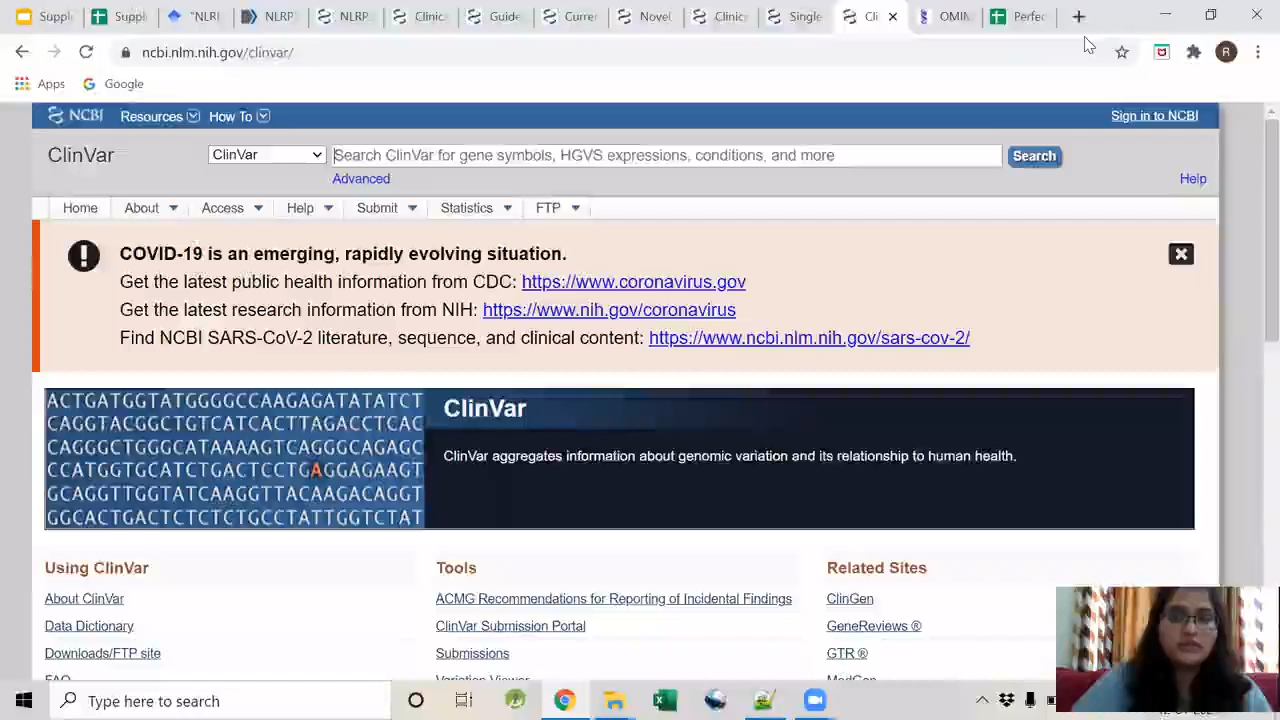 Suppl
Suppl
"NLRI
NLRP
NLRP
Clinic
Guide
Curre
Novel
Clinic
Single
Cli
OMIN
Perfec
ncbi.nlm.nih.gov/clinvar/
R
Apps
Google
NCBI
Resources
How To
Sign in to NCBI
ClinVar
ClinVar
Search ClinVar for gene symbols, HGVS expressions, conditions, and more
Search
Advanced
Help
Home
About
Access
Help
Submit
Statistics
FTP
COVID-19 is an emerging, rapidly evolving situation.
Get the latest public health information from CDC: https://www.coronavirus.gov
Get the latest research information from NIH: https://www.nih.gov/coronavirus
Find NCBI SARS-CoV-2 literature, sequence, and clinical content: https://www.ncbi.nlm.nih.gov/sars-cov-2/
ACTGATGGTATGGGGCCAAGAGATATATCT
CAGGTACGGCTGTCATCACTTAGACCTCAC
CAGGGCTGGGCATAAAAGTCAGGGCAGAGC
CCATGGTGCATCTGACTCCTGAGGAGAAGT
GCAGGTTGGTATCAAGGTTACAAGACAGGT
GGCACTGACTCTCTCTGCCTATTGGTCTAT
ClinVar
ClinVar aggregates information about genomic variation and its relationship to human health.
Using ClinVar
Tools
Related Sites
About ClinVar
ACMG Recommendations for Reporting of Incidental Findings
ClinGen
Data Dictionary
ClinVar Submission Portal
GeneReviews ®
Downloads/FTP site
Submissions
GTR ®
FAQ
Variation Viewer
MedGen
Type here to search